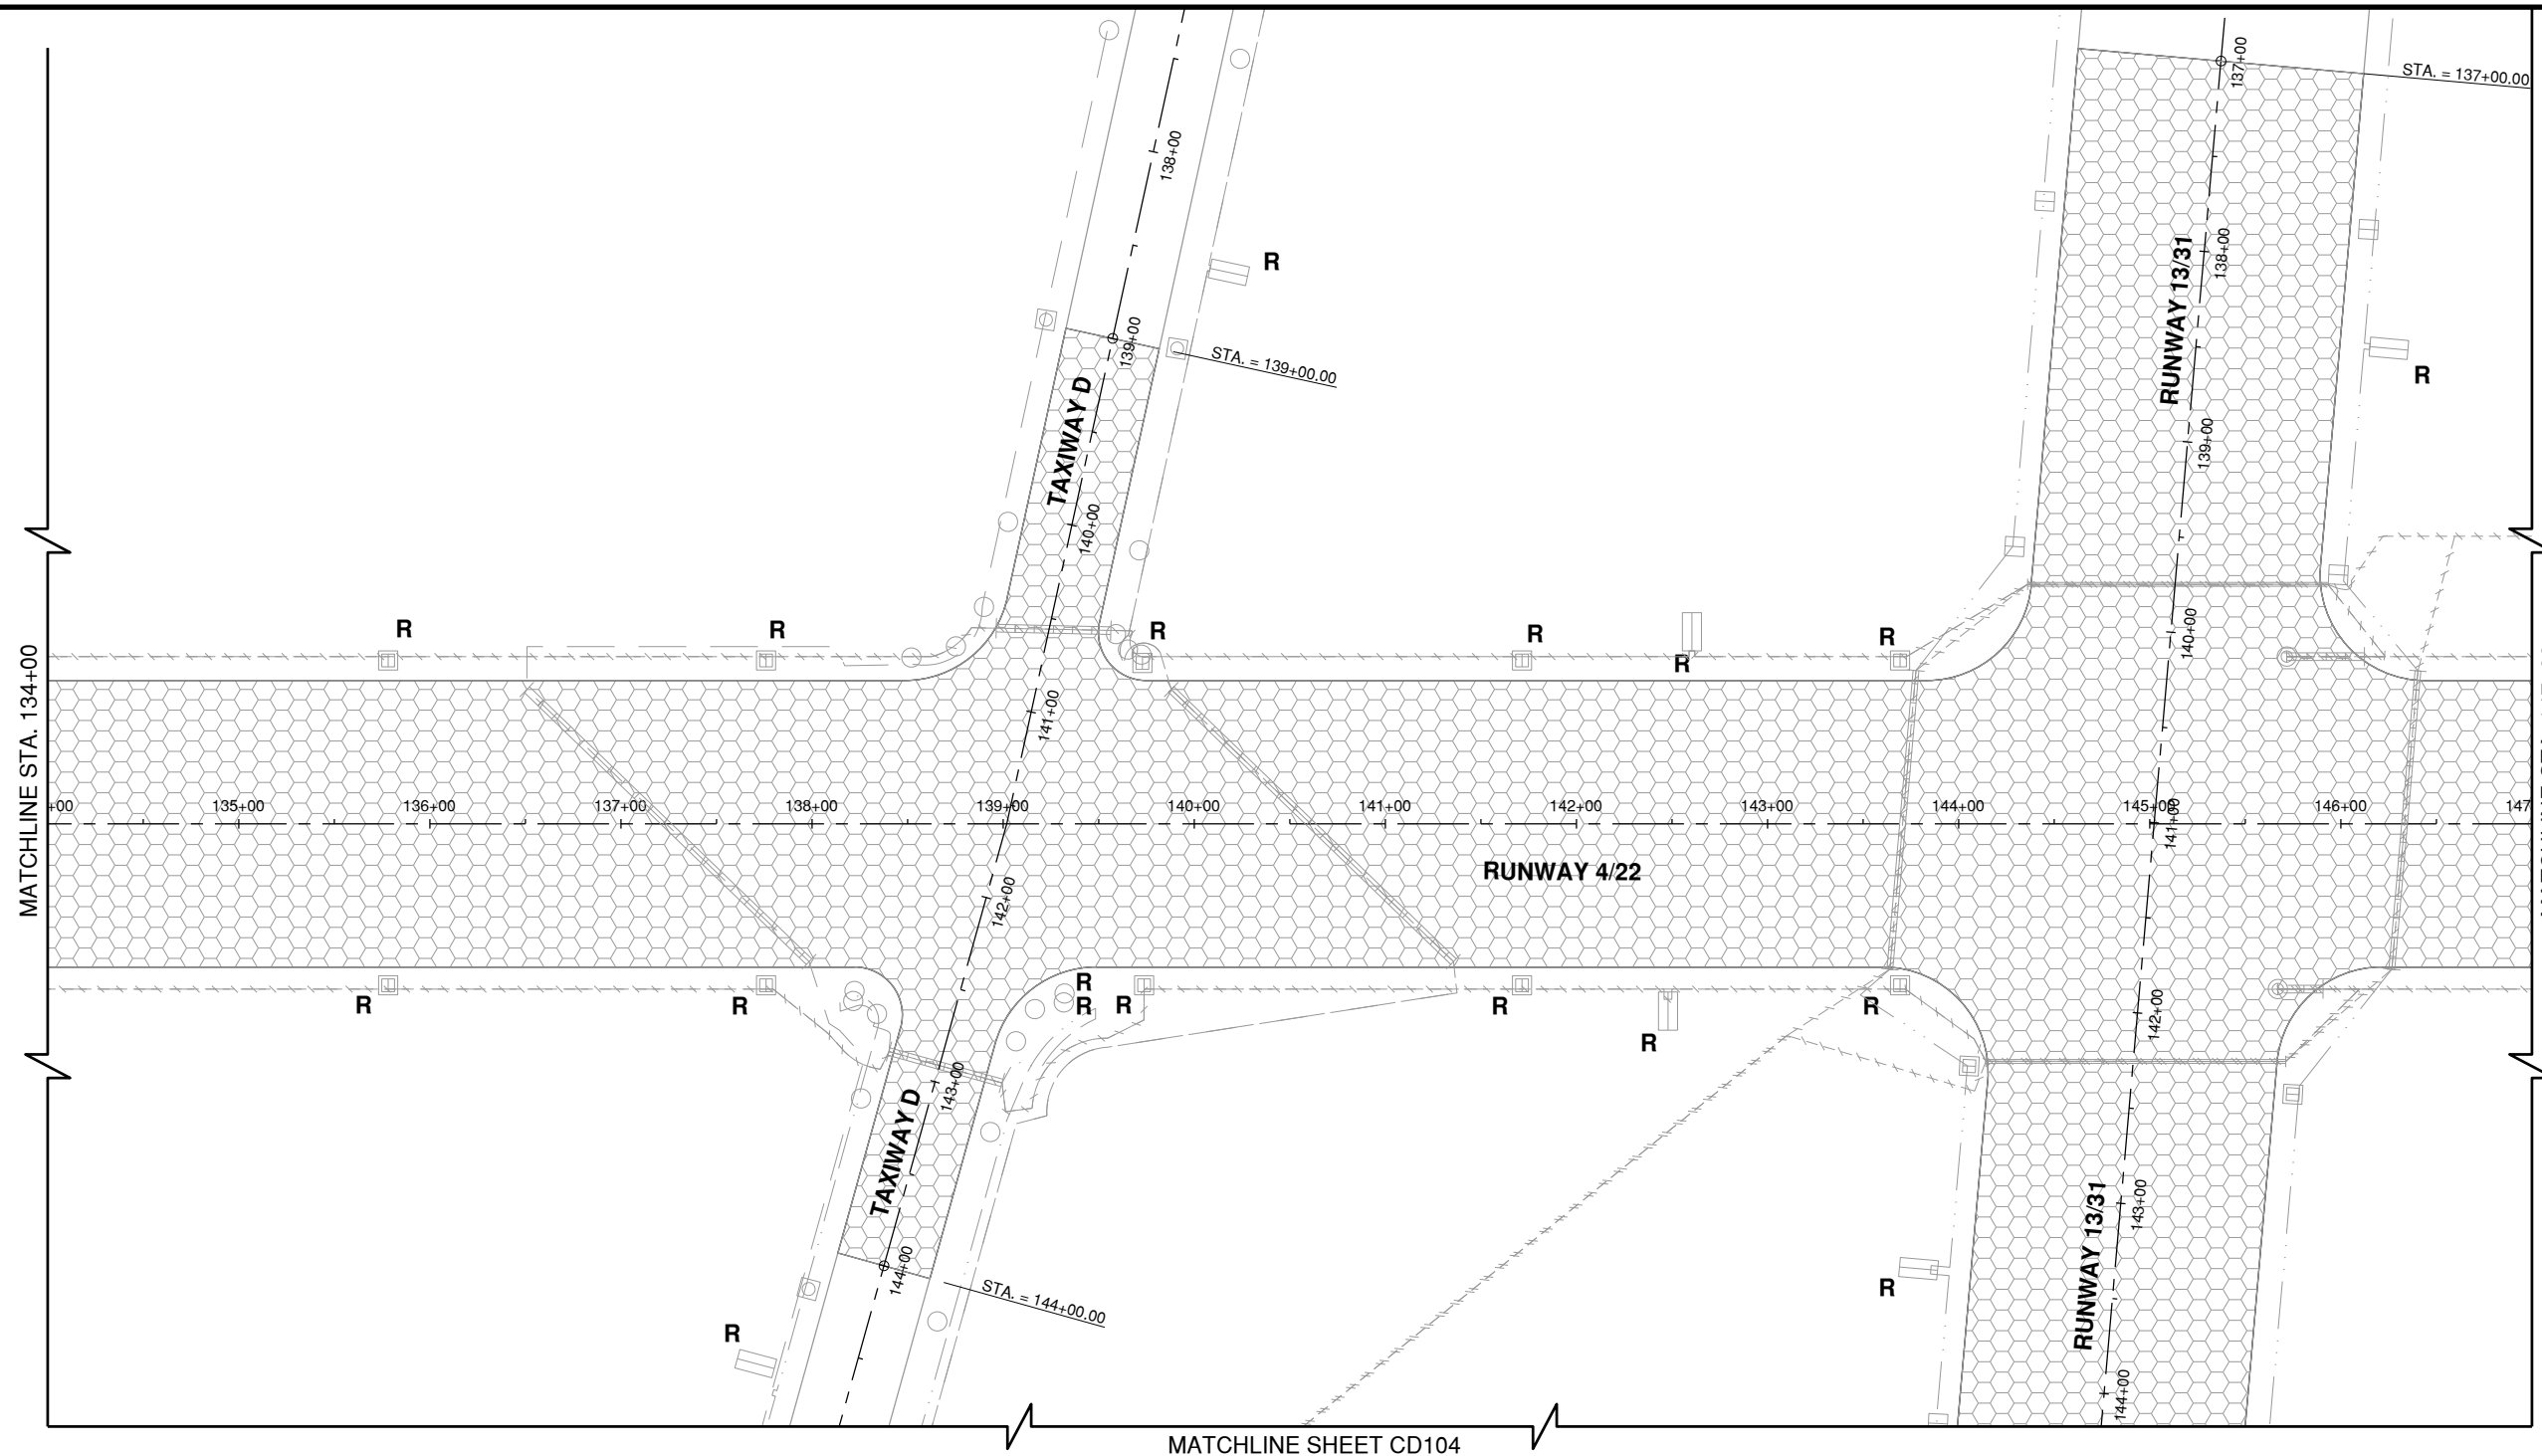 137+00
STA. = 137+00.00
138+00
R
138+00
RUNWAY 13/31
139+00
STA. = 139+00.00
R
TAXIWAY D
139+00
140+00
R
R
R
R
R
R
140+00
MATCHLINE STA. 134+00
141+00
+00
135+00
136+00
137+00
138+00
139+00
140+00
141+00
142+00
143+00
144+00
145+00
146+00
147
141+00
RUNWAY 4/22
142+00
R
R
R
R
R
R
R
R
142+00
143+00
TAXIWAY D
143+00
RUNWAY 13/31
144+00
R
STA. = 144+00.00
R
144+00
MATCHLINE SHEET CD104